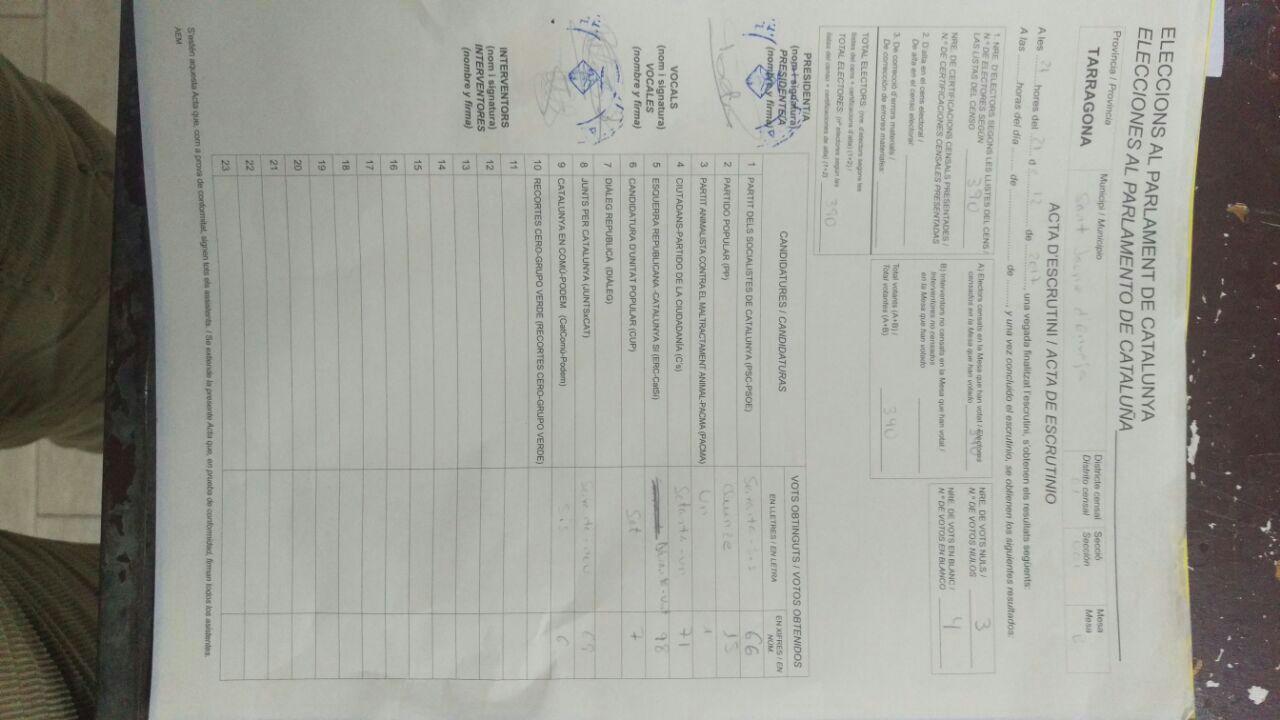 ELECCIONS AL PARLAMENT DE CATALUNYA
ELECCIONES AL PARLAMENTO DE CATALUÑA
Província / Provincia
TARRAGONA
Municipi / Municipio
Sant Jaume d'
Districte censal
Distrito censal
01
Secció
Sección
001
Mesa
Mesa
ACTA D'ESCRUTINI / ACTA DE ESCRUTINIO
A les 21 hores del 21 d 12 de 2017, una vegada finalitzat l'escrutini, s'obtenen els resultats següents:
A las ........ horas del día ........ de ........ de ........, y una vez concluido el escrutinio, se obtienen los siguientes resultados:
1. NRE. D'ELECTORS SEGONS LES LLISTES DEL CENS /
N.º DE ELECTORES SEGÚN
LAS LISTAS DEL CENSO 390
NRE. DE CERTIFICACIONS CENSALS PRESENTADES /
N.º DE CERTIFICACIONES CENSALES PRESENTADAS
2. D'alta en el cens electoral /
De alta en el censo electoral:
3. De correcció d'errors materials /
De corrección de errores materiales:
TOTAL ELECTORS: (nre. d'electors segons les
llistes del cens + certificacions d'alta) (1+2) /
TOTAL ELECTORES: (nº electores según las
listas del censo + certificaciones de alta) (1+2) 390
A) Electors censats en la Mesa que han votat / Electores
censados en la Mesa que han votado 340
B) Interventors no censats en la Mesa que han votat /
Interventores no censados
en la Mesa que han votado
Total votants (A+B) /
Total votantes (A+B) 340
NRE. DE VOTS NULS /
N.º DE VOTOS NULOS 3
NRE. DE VOTS EN BLANC /
N.º DE VOTOS EN BLANCO 4
PRESIDENT/A
(nom i signatura)
PRESIDENTE/A
(nombre y firma)
VOCALS
(nom i signatura)
VOCALES
(nombre y firma)
INTERVENTORS
(nom i signatura)
INTERVENTORES
(nombre y firma)
CANDIDATURES / CANDIDATURAS
VOTS OBTINGUTS / VOTOS OBTENIDOS
EN LLETRES / EN LETRA
EN XIFRES / EN NÚM.
1 PARTIT DELS SOCIALISTES DE CATALUNYA (PSC-PSOE) 66
2 PARTIDO POPULAR (PP) Quinze 15
3 PARTIT ANIMALISTA CONTRA EL MALTRACTAMENT ANIMAL-PACMA (PACMA) Un 1
4 CIUTADANS-PARTIDO DE LA CIUDADANÍA (C's) Setanta-un 71
5 ESQUERRA REPUBLICANA -CATALUNYA SÍ (ERC-CatSí) 98
6 CANDIDATURA D'UNITAT POPULAR (CUP) Set 7
7 DIÀLEG REPUBLICÀ (DIÀLEG)
8 JUNTS PER CATALUNYA (JUNTSxCAT) 69
9 CATALUNYA EN COMÚ-PODEM (CatComú-Podem) Sis 6
10 RECORTES CERO-GRUPO VERDE (RECORTES CERO-GRUPO VERDE)
11
12
13
14
15
16
17
18
19
20
21
22
23
S'estén aquesta Acta que, com a prova de conformitat, signen tots els assistents. / Se extiende la presente Acta que, en prueba de conformidad, firman todos los asistentes.
AEM